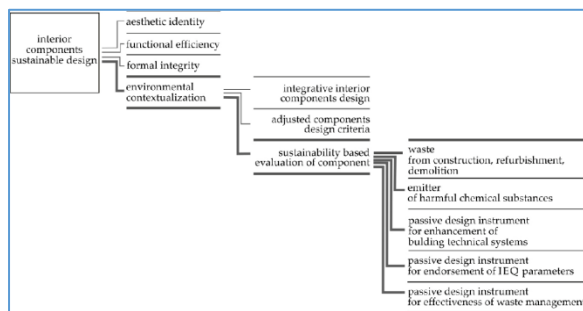 interior
components
sustainable design
aesthetic identity
functional efficiency
formal integrity
environmental
contextualization
integrative interior
components design
adjusted components
design criteria
sustainability based
evaluation of component
waste
from construction, refurbishment,
demolition
emitter
of harmful chemical substances
passive design instrument
for enhancement of
bulding technical systems
passive design instrument
for endorsement of IEQ parameters
passive design instrument
for effectiveness of waste management